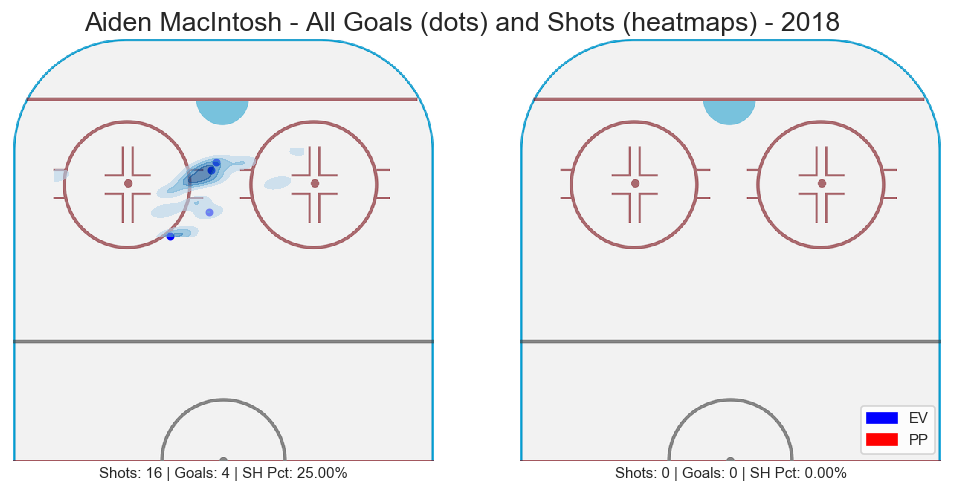 Aiden MacIntosh - All Goals (dots) and Shots (heatmaps) - 2018
EV
PP
Shots: 16 | Goals: 4 | SH Pct: 25.00%
Shots: 0 | Goals: 0 | SH Pct: 0.00%